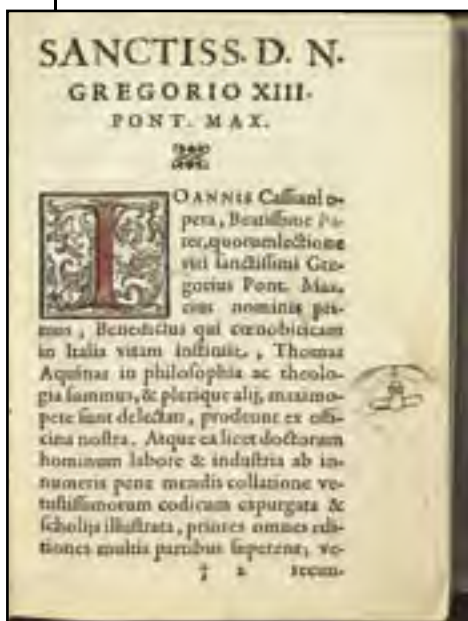 SANCTISS. D. N.
GREGORIO XIII.
PONT. MAX.
IOANNIS Cassiani o-
pera, Beatissime Pa-
ter, quorum lectione
viri sanctissimi Gre-
gorius Pont. Max.
eius nominis pri-
mus, Benedictus qui cœnobiticam
in Italia vitam instituit, Thomas
Aquinas in philosophia ac theolo-
gia summus, & plerique alij, maximo-
pere sunt delectati, prodeunt ex offi-
cina nostra. Atque ea licet doctorum
hominum labore & industria ab in-
numeris pene mendis collatione ve-
tustissimorum codicum expurgata &
scholijs illustrata, priores omnes edi-
tiones multis partibus superent; ve-
† 2 recun-